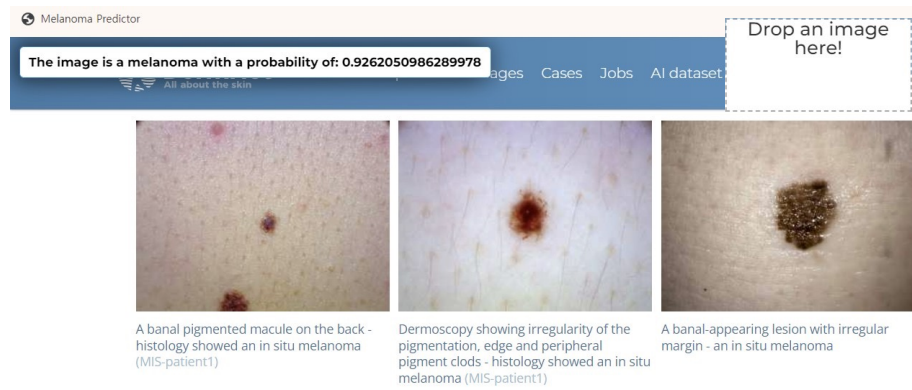 Melanoma Predictor
Drop an image
here!
The image is a melanoma with a probability of: 0.9262050986289978
ages
Cases
Jobs
AI dataset
All about the skin
A banal pigmented macule on the back -
histology showed an in situ melanoma
(MIS-patient1)
Dermoscopy showing irregularity of the
pigmentation, edge and peripheral
pigment clods - histology showed an in situ
melanoma (MIS-patient1)
A banal-appearing lesion with irregular
margin - an in situ melanoma